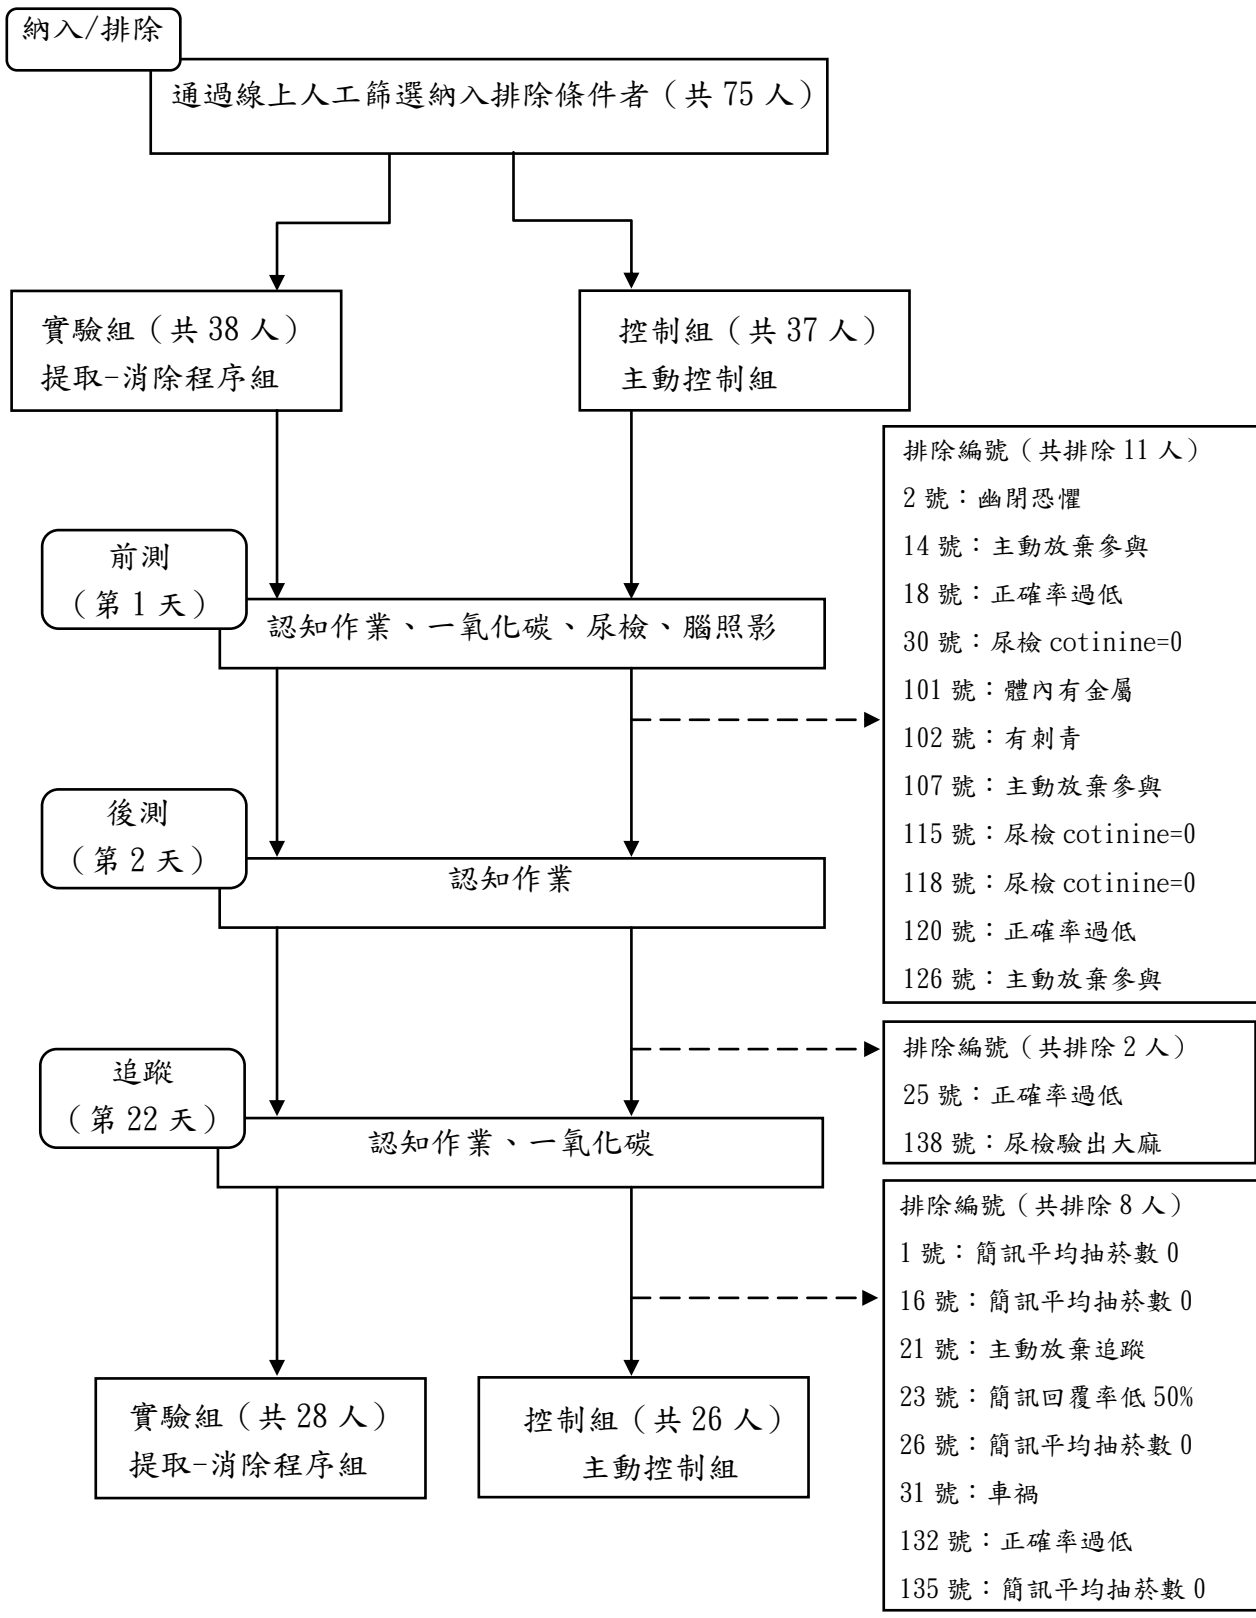 納入/排除
通過線上人工篩選納入排除條件者（共 75 人）
實驗組（共 38 人）
提取-消除程序組
控制組（共 37 人）
主動控制組
排除編號（共排除 11 人）
2 號：幽閉恐懼
14 號：主動放棄參與
18 號：正確率過低
30 號：尿檢 cotinine=0
101 號：體內有金屬
102 號：有刺青
107 號：主動放棄參與
115 號：尿檢 cotinine=0
118 號：尿檢 cotinine=0
120 號：正確率過低
126 號：主動放棄參與
前測
（第 1 天）
認知作業、一氧化碳、尿檢、腦照影
後測
（第 2 天）
認知作業
排除編號（共排除 2 人）
25 號：正確率過低
138 號：尿檢驗出大麻
追蹤
（第 22 天）
認知作業、一氧化碳
排除編號（共排除 8 人）
1 號：簡訊平均抽菸數 0
16 號：簡訊平均抽菸數 0
21 號：主動放棄追蹤
23 號：簡訊回覆率低 50%
26 號：簡訊平均抽菸數 0
31 號：車禍
132 號：正確率過低
135 號：簡訊平均抽菸數 0
實驗組（共 28 人）
提取-消除程序組
控制組（共 26 人）
主動控制組